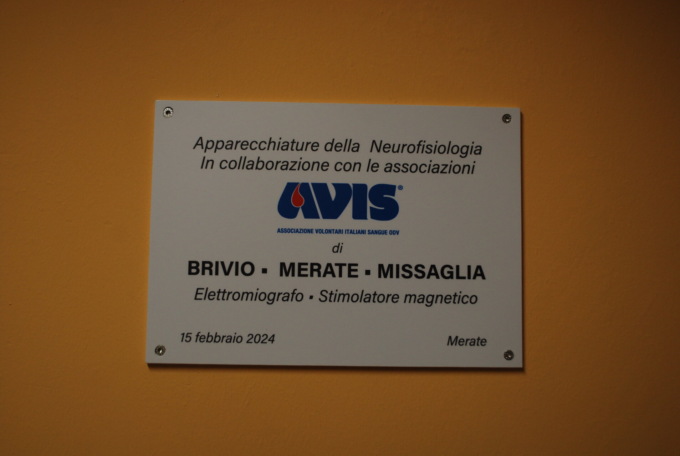 Apparecchiature della Neurofisiologia
In collaborazione con le associazioni
AVIS®
ASSOCIAZIONE VOLONTARI ITALIANI SANGUE ODV
di
BRIVIO ▪ MERATE ▪ MISSAGLIA
Elettromiografo • Stimolatore magnetico
15 febbraio 2024 Merate